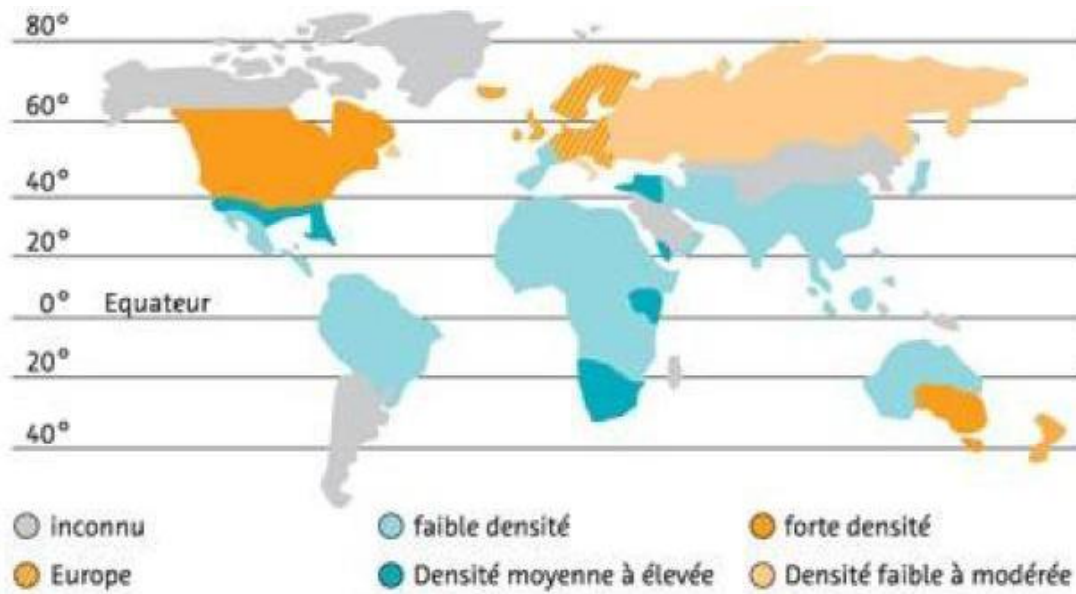 80°
60°
40°
20°
0° Equateur
20°
40°
inconnu
faible densité
forte densité
Europe
Densité moyenne à élevée
Densité faible à modérée